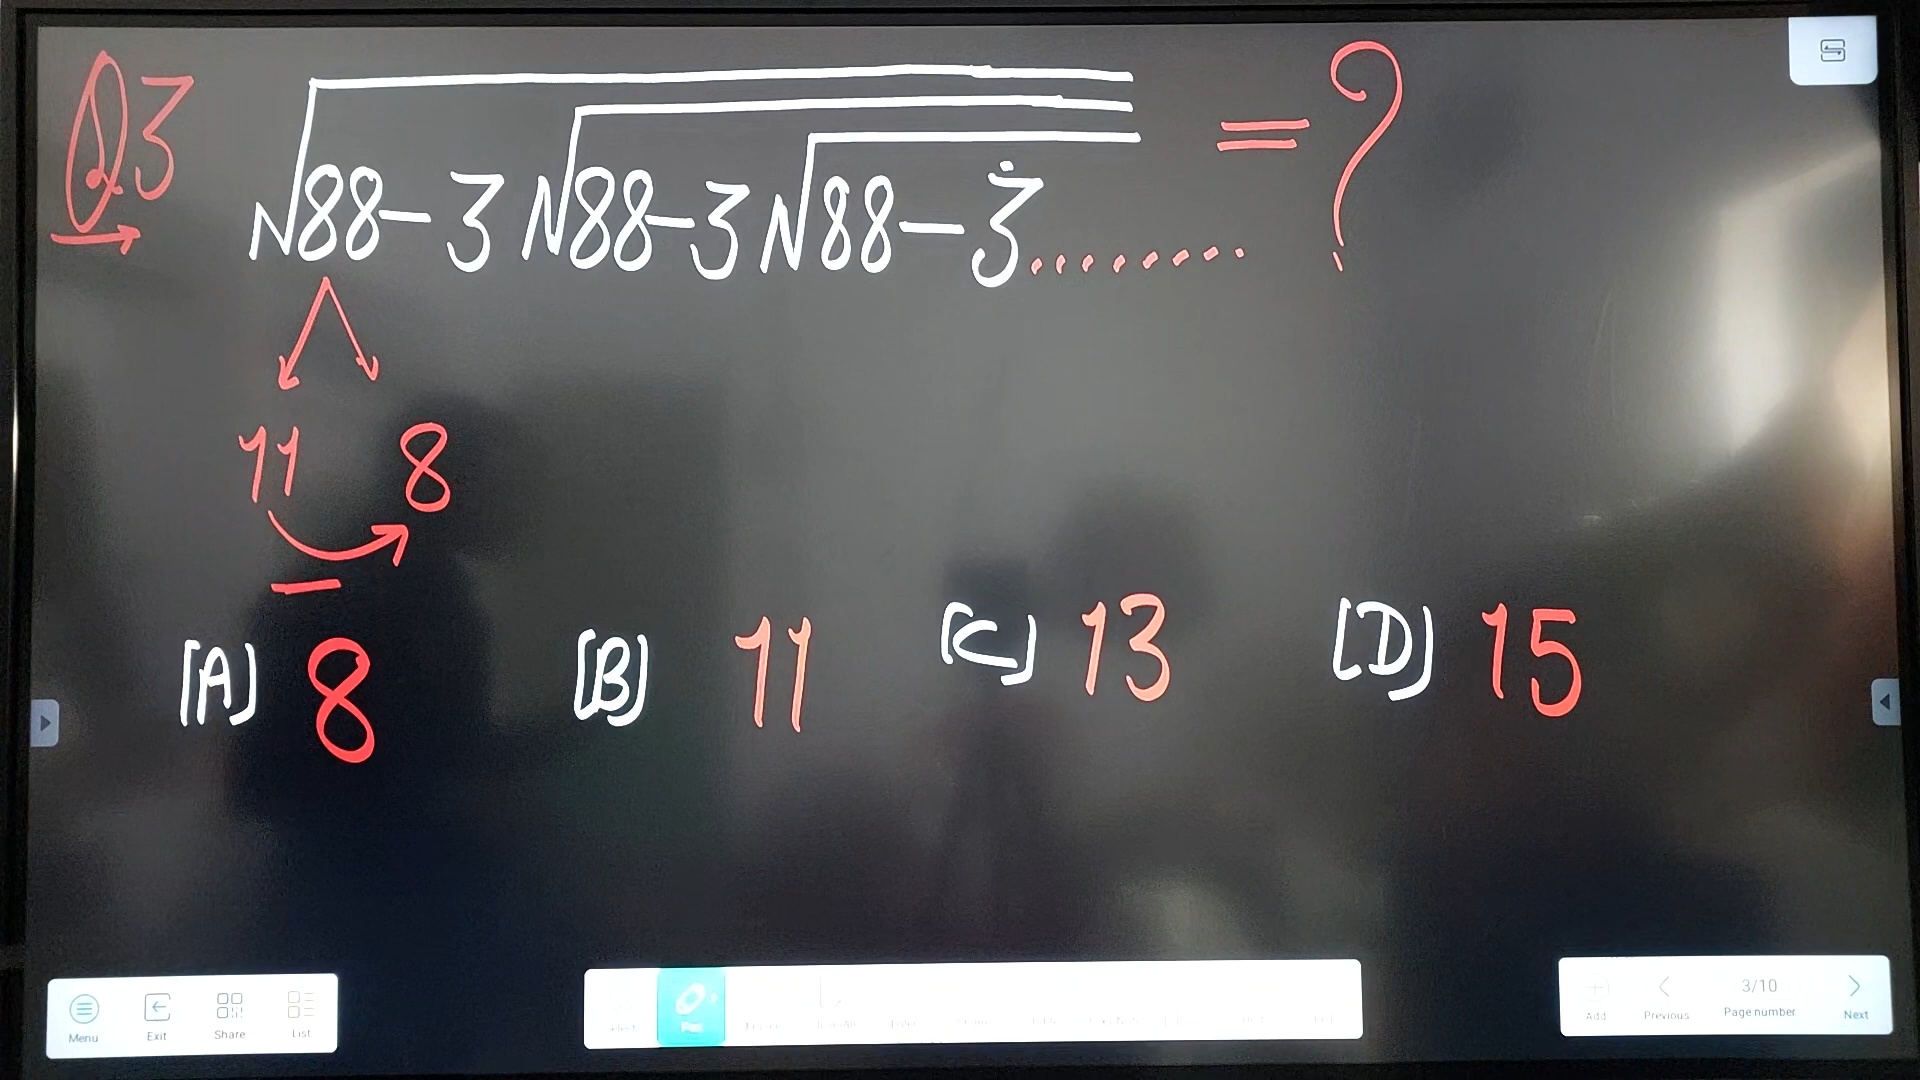 Q.3
√88-3√88-3√88-3........ = ?
11 8
[A] 8 [B] 11 [C] 13 [D] 15
Menu Exit Share List
Add Previous 3/10 Page number Next